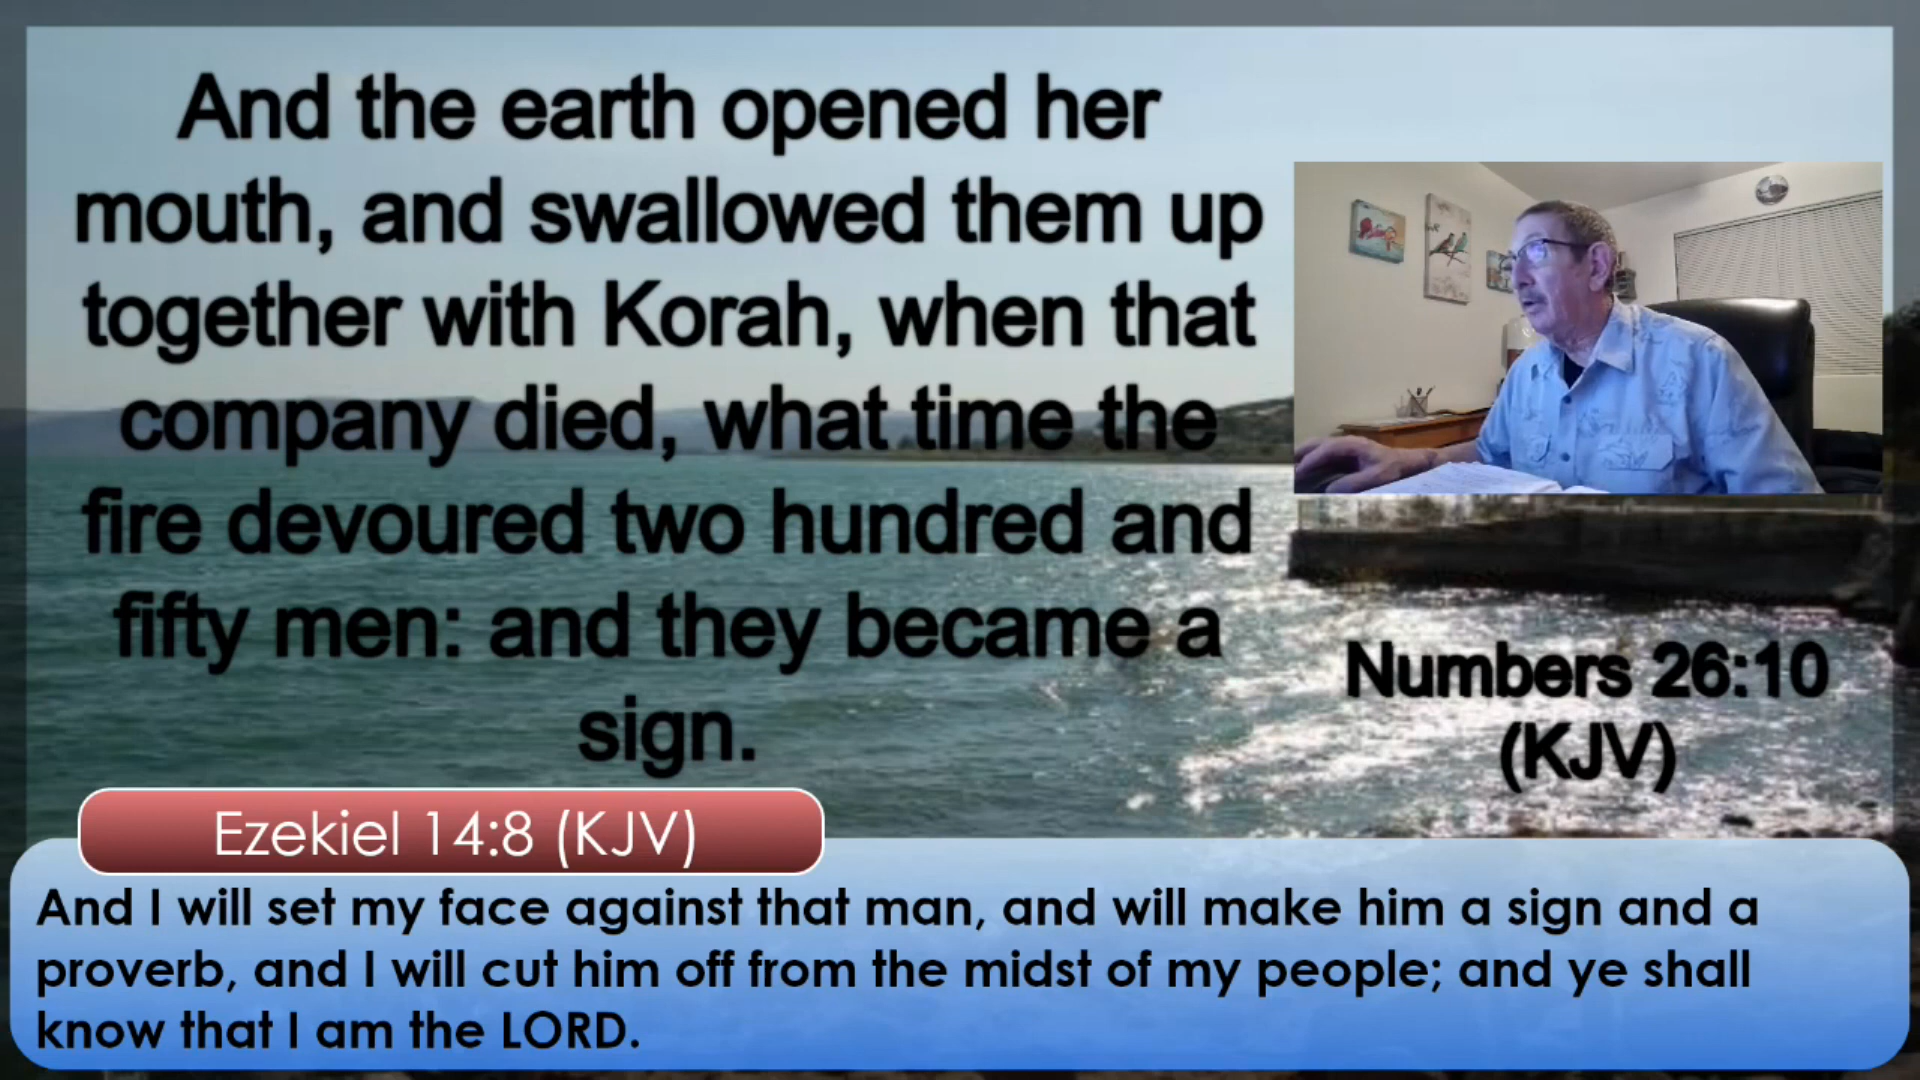 And the earth opened her
mouth, and swallowed them up
together with Korah, when that
company died, what time the
fire devoured two hundred and
fifty men: and they became a
sign.
Numbers 26:10
(KJV)
Ezekiel 14:8 (KJV)
And I will set my face against that man, and will make him a sign and a
proverb, and I will cut him off from the midst of my people; and ye shall
know that I am the LORD.